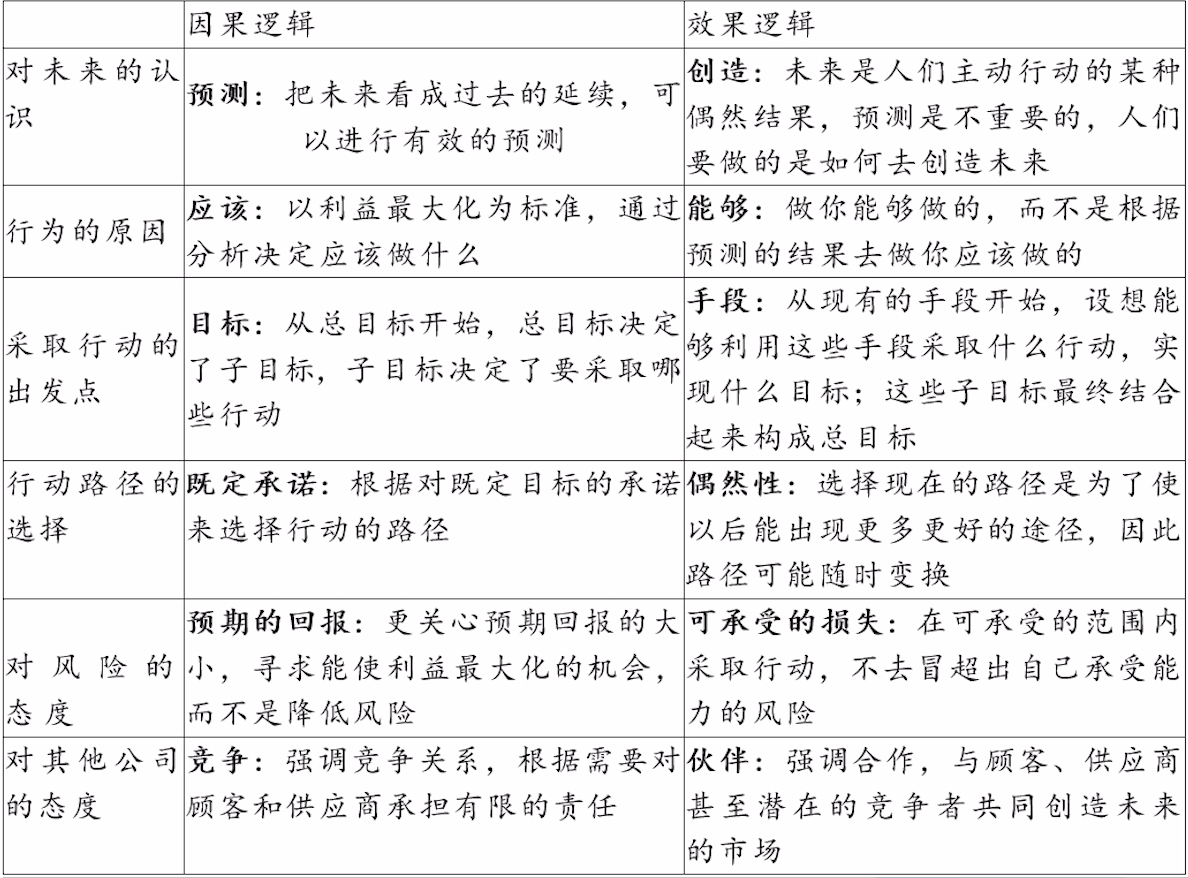 因果逻辑
效果逻辑
对未来的认
识
预测：把未来看成过去的延续，可
以进行有效的预测
创造：未来是人们主动行动的某种
偶然结果，预测是不重要的，人们
要做的是如何去创造未来
行为的原因
应该：以利益最大化为标准，通过
分析决定应该做什么
能够：做你能够做的，而不是根据
预测的结果去做你应该做的
采取行动的
出发点
目标：从总目标开始，总目标决定
了子目标，子目标决定了要采取哪
些行动
手段：从现有的手段开始，设想能
够利用这些手段采取什么行动，实
现什么目标；这些子目标最终结合
起来构成总目标
行动路径的
选择
既定承诺：根据对既定目标的承诺
来选择行动的路径
偶然性：选择现在的路径是为了使
以后能出现更多更好的途径，因此
路径可能随时变换
对风险的
态度
预期的回报：更关心预期回报的大
小，寻求能使利益最大化的机会，
而不是降低风险
可承受的损失：在可承受的范围内
采取行动，不去冒超出自己承受能
力的风险
对其他公司
的态度
竞争：强调竞争关系，根据需要对
顾客和供应商承担有限的责任
伙伴：强调合作，与顾客、供应商
甚至潜在的竞争者共同创造未来
的市场